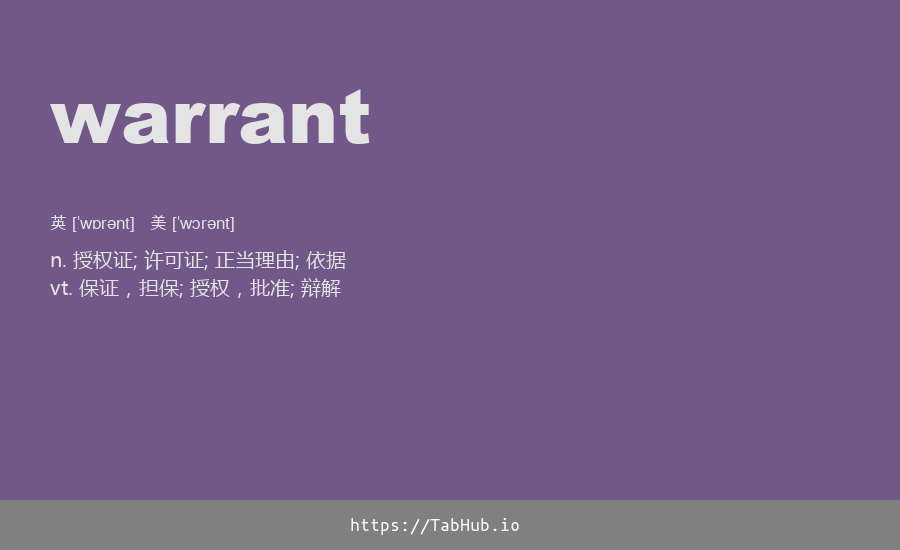 warrant
英 ['wɒrənt] 美 ['wɔrənt]
n. 授权证; 许可证; 正当理由; 依据
vt. 保证，担保; 授权，批准; 辩解
https://TabHub.io